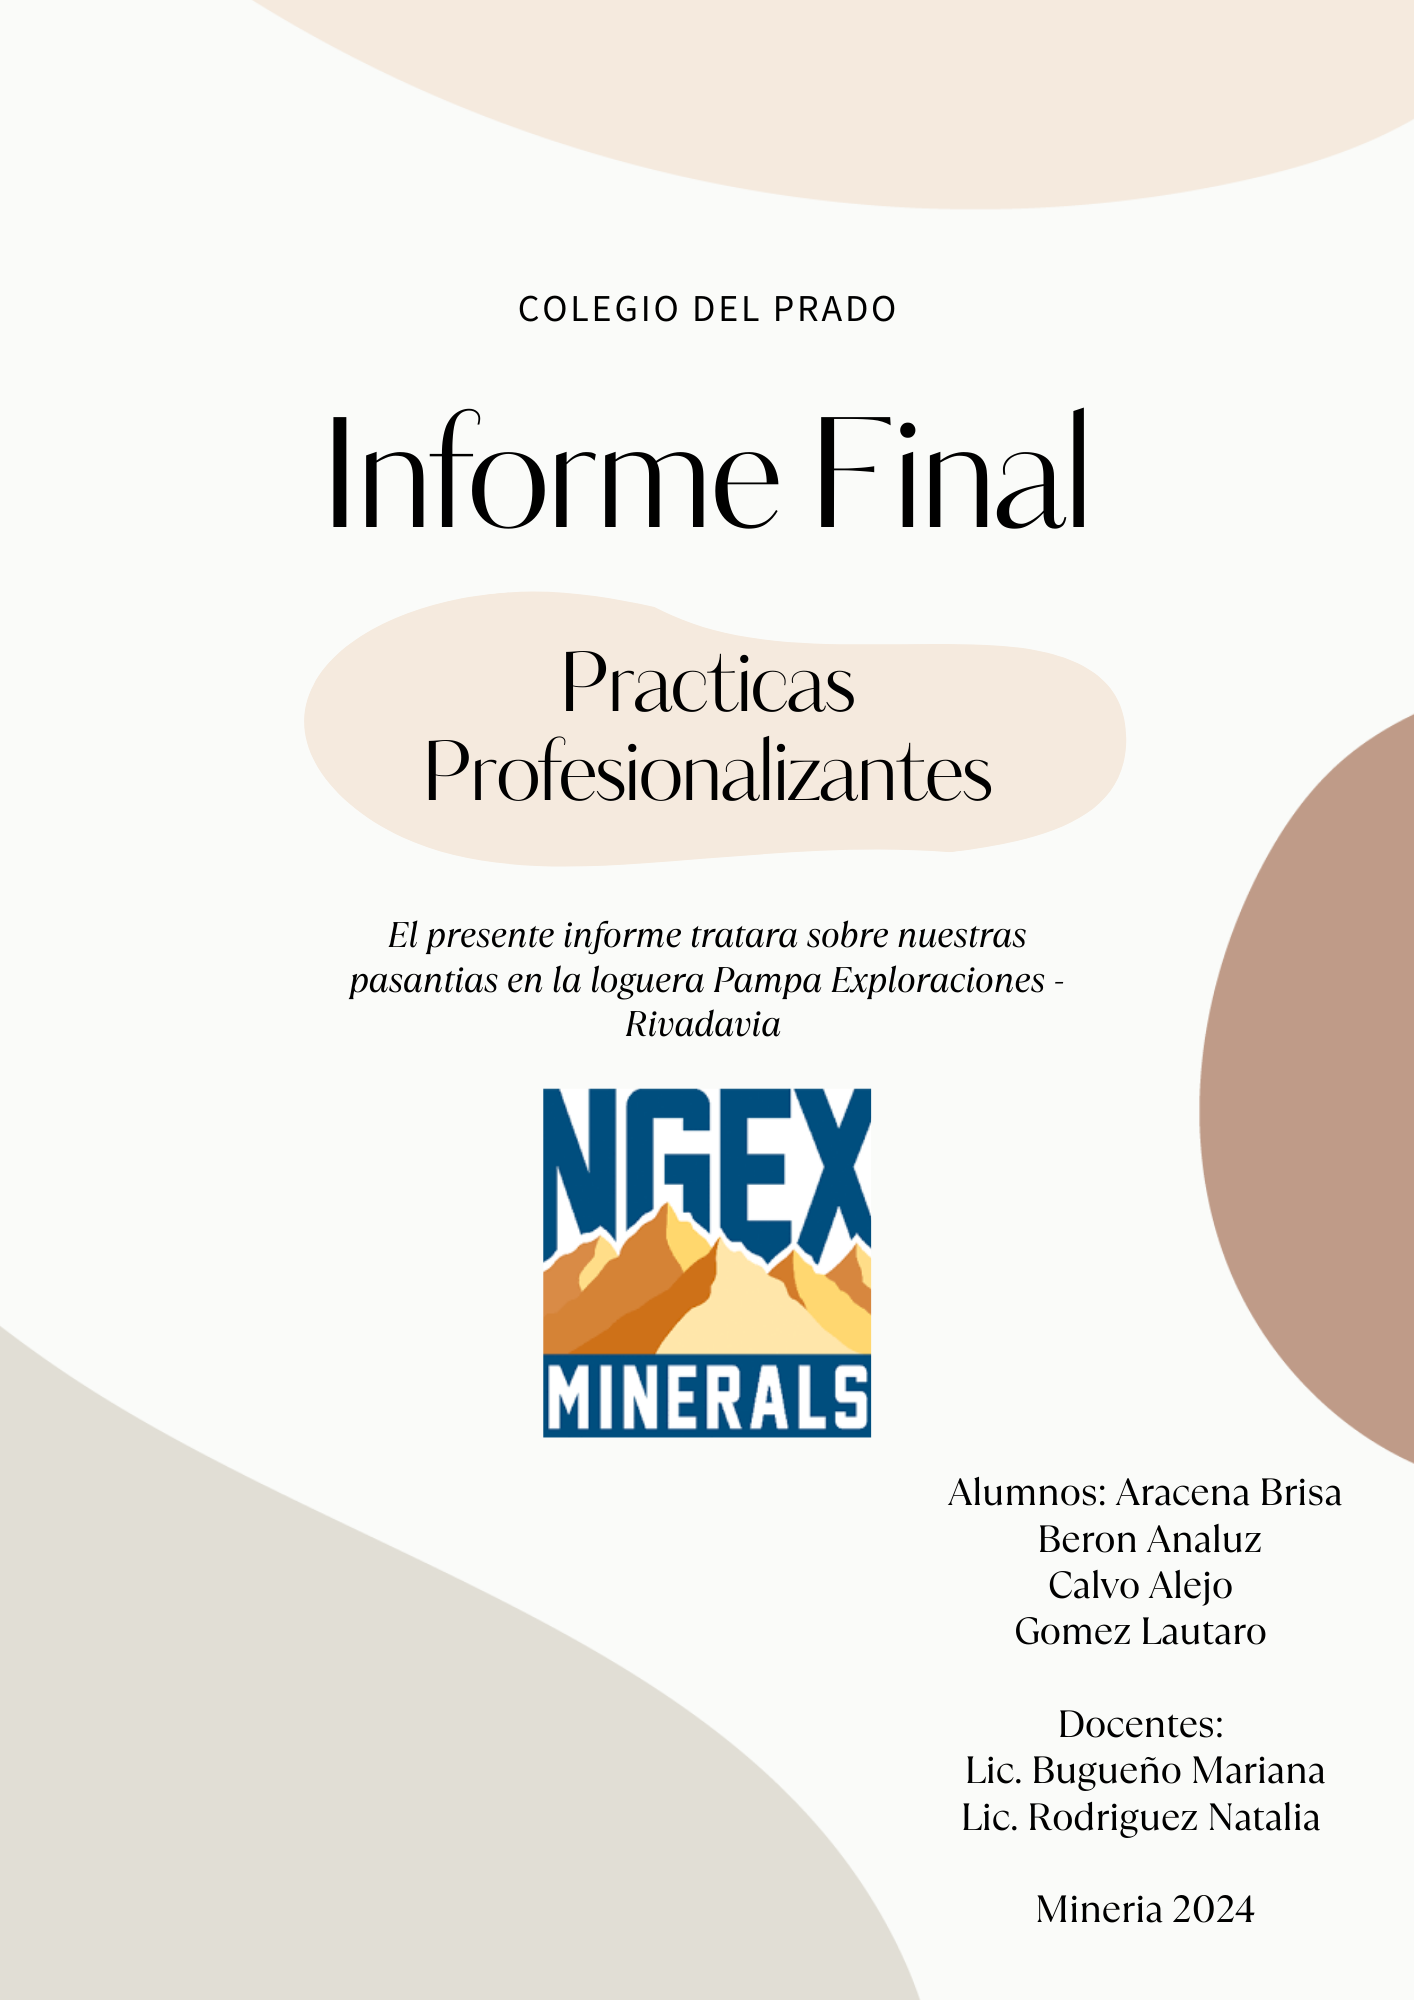 COLEGIO DEL PRADO
Informe Final
Practicas
Profesionalizantes
El presente informe tratara sobre nuestras
pasantias en la loguera Pampa Exploraciones -
Rivadavia
NGEX
MINERALS
Alumnos: Aracena Brisa
Beron Analuz
Calvo Alejo
Gomez Lautaro
Docentes:
Lic. Bugueño Mariana
Lic. Rodriguez Natalia
Mineria 2024